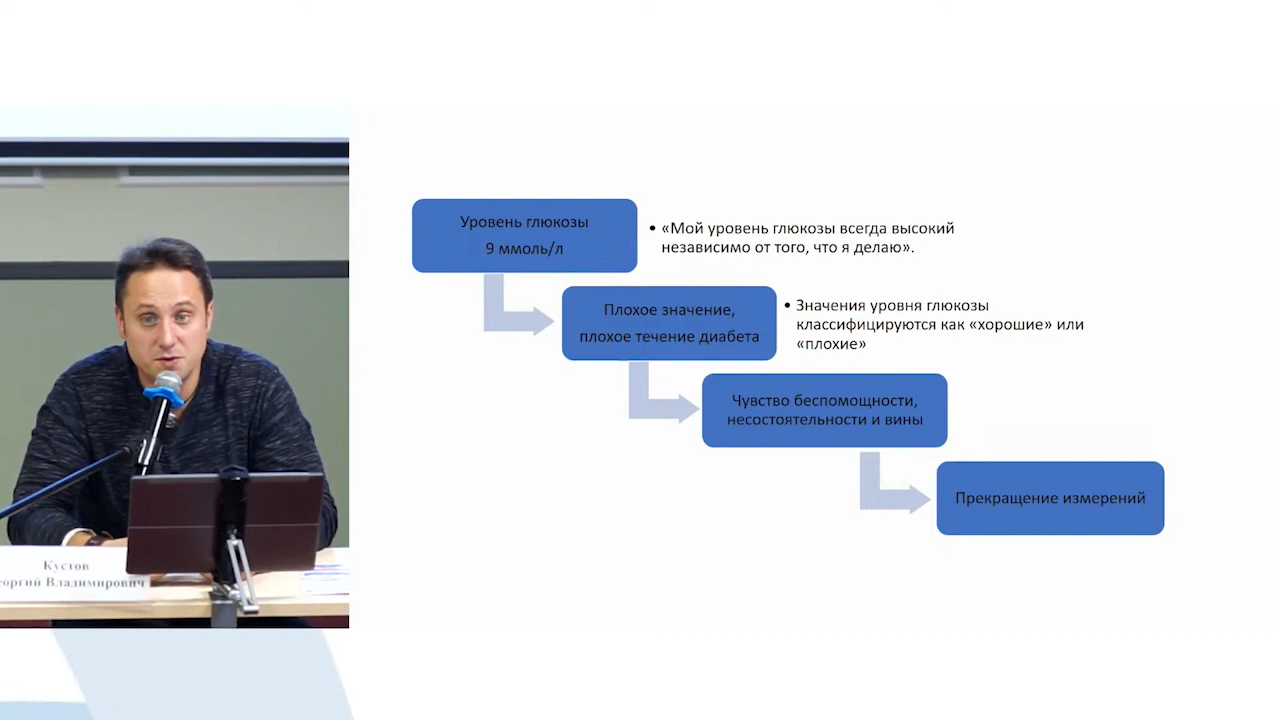 Уровень глюкозы
9 ммоль/л
• «Мой уровень глюкозы всегда высокий
независимо от того, что я делаю».
Плохое значение,
плохое течение диабета
• Значения уровня глюкозы
классифицируются как «хорошие» или
«плохие»
Чувство беспомощности,
несостоятельности и вины
Прекращение измерений
Кустов
оргий Владимирович